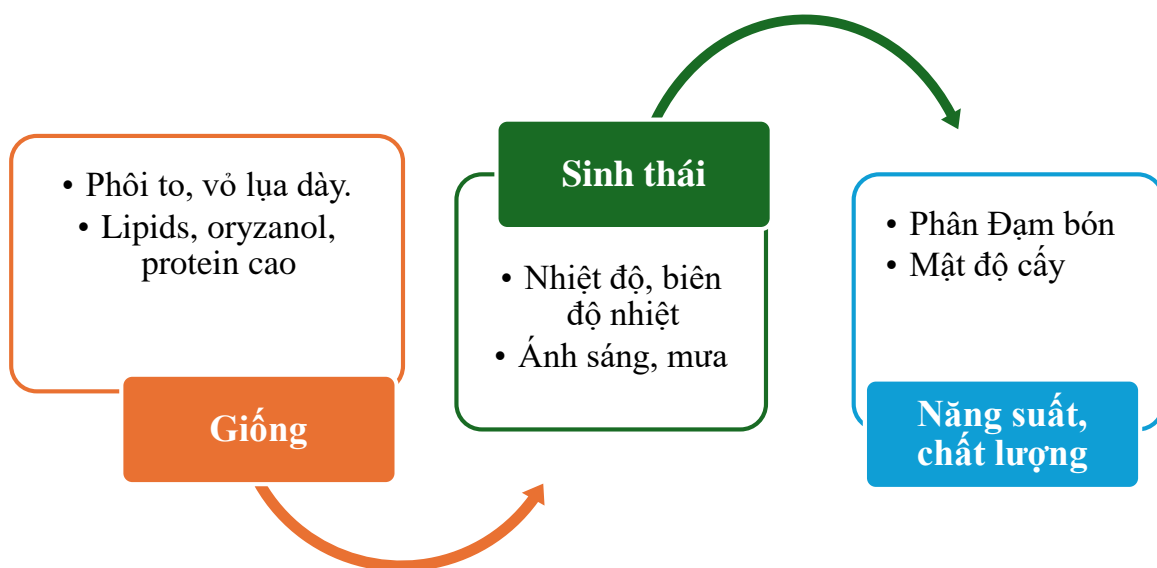 • Phôi to, vỏ lụa dày.
• Lipids, oryzanol,
protein cao
Giống
Sinh thái
• Nhiệt độ, biên
độ nhiệt
• Ánh sáng, mưa
• Phân Đạm bón
• Mật độ cấy
Năng suất,
chất lượng